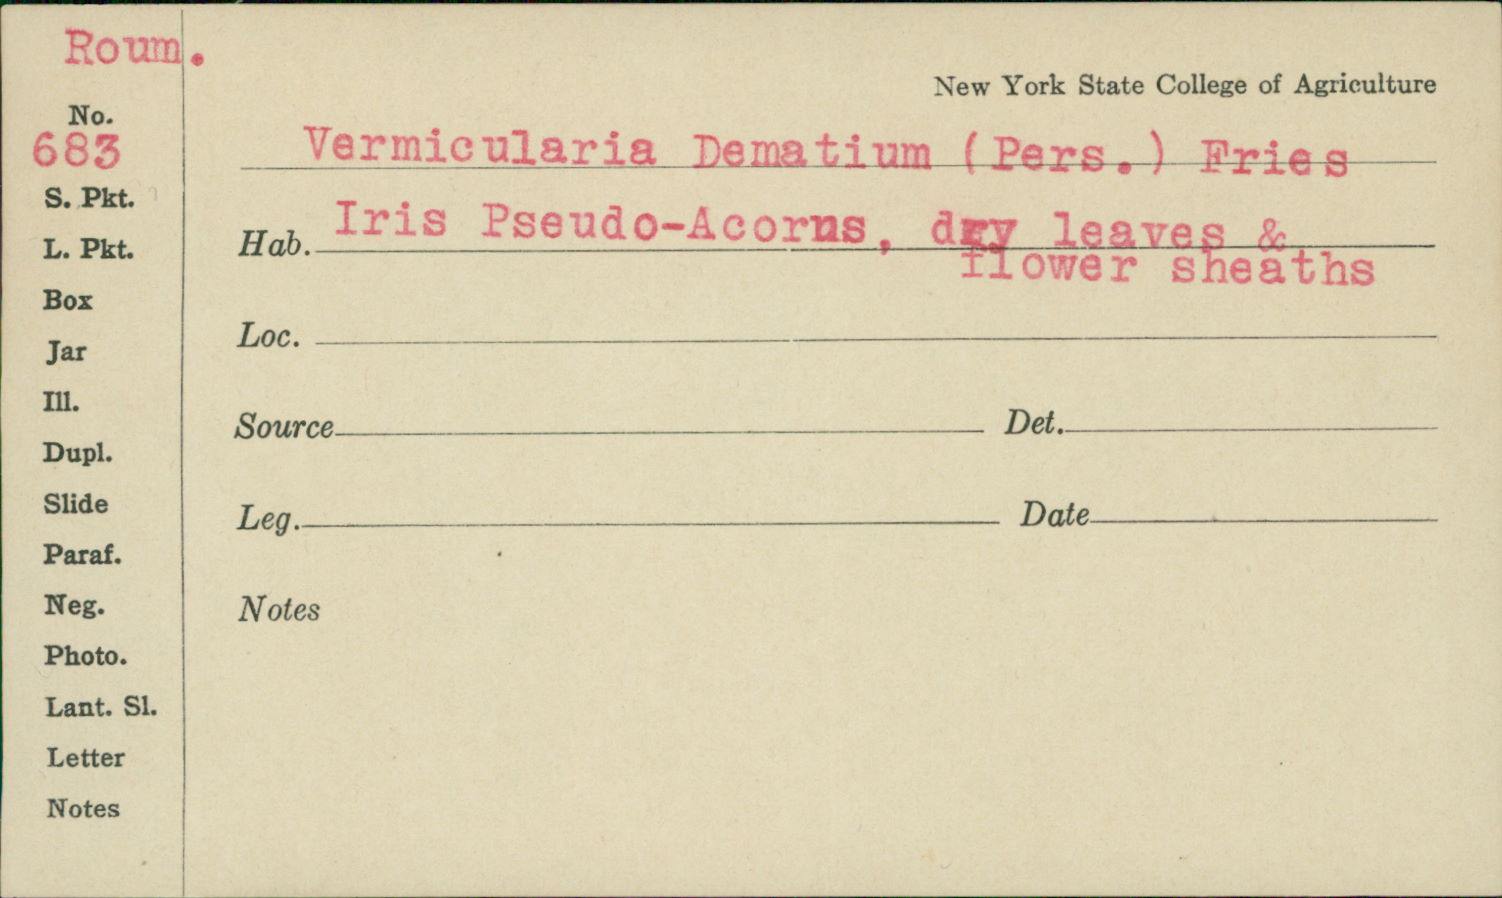 Roum.
New York State College of Agriculture
No.
683
Vermicularia Dematium (Pers.) Fries
S. Pkt.
Hab. Iris Pseudo-Acorus, dry leaves &
flower sheaths
L. Pkt.
Box
Loc.
Jar
Ill.
Source Det.
Dupl.
Slide
Leg. Date
Paraf.
Neg.
Notes
Photo.
Lant. Sl.
Letter
Notes